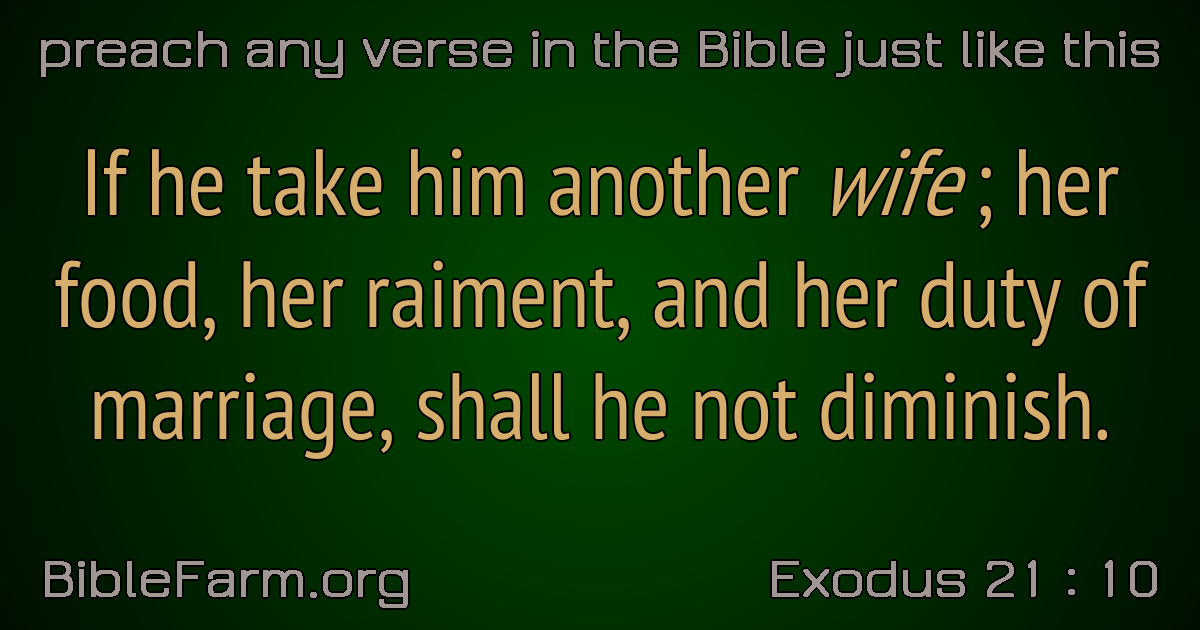 preach any verse in the Bible just like this
If he take him another wife; her
food, her raiment, and her duty of
marriage, shall he not diminish.
BibleFarm.org
Exodus 21 : 10